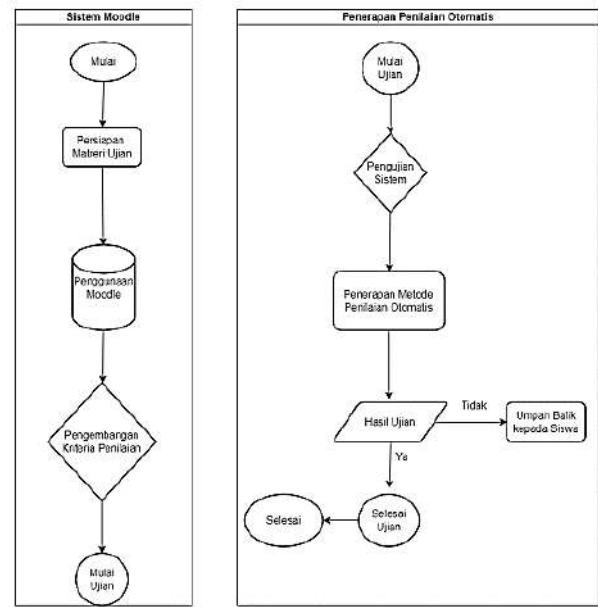 Sistem Moodle
Mulai
Persiapan
Matreri Ujian
Penggunaan
Moodle
Pengembangan
Kriteria Penilaian
Mulai
Ujian
Penerapan Penilaian Otomatis
Mulai
Ujian
Pengujian
Sistem
Penerapan Metode
Penilaian Otomatis
Hasil Ujian
Tidak
Umpan Balik
kepada Siswa
Ya
Selesai
Ujian
Selesai